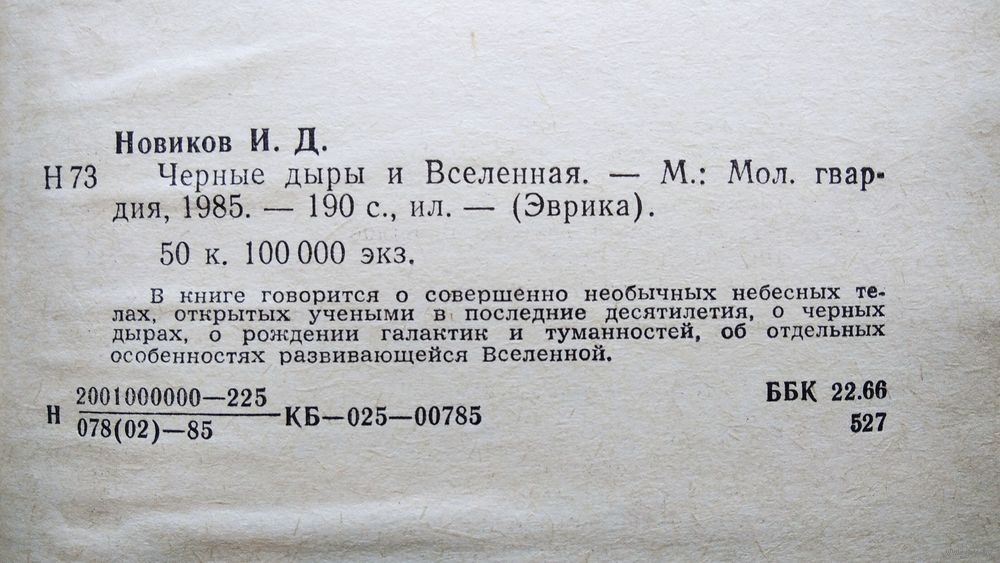 Новиков И. Д.
Н 73 Черные дыры и Вселенная. — М.: Мол. гвар-
дия, 1985. — 190 с., ил. — (Эврика).
50 к. 100 000 экз.
В книге говорится о совершенно необычных небесных те-
лах, открытых учеными в последние десятилетия, о черных
дырах, о рождении галактик и туманностей, об отдельных
особенностях развивающейся Вселенной.
Н 2001000000—225
078(02)—85 КБ—025—00785
ББК 22.66
527